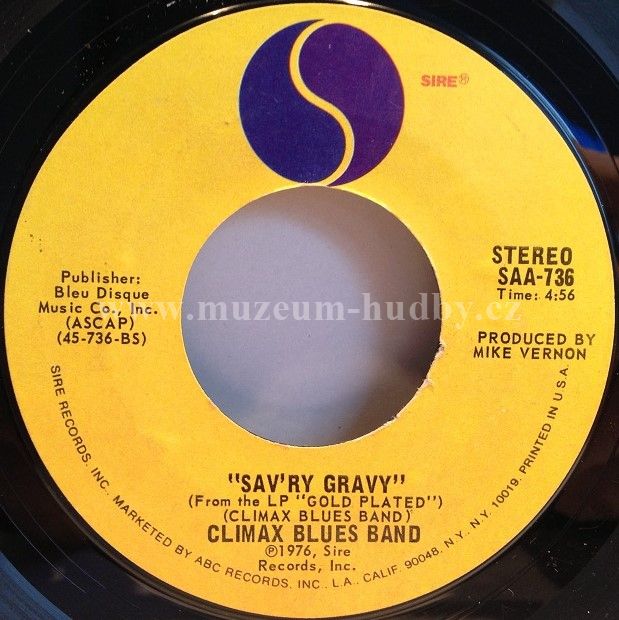 SIRE®
STEREO
SAA-736
Time: 4:56
Publisher:
Bleu Disque
Music Co., Inc.
(ASCAP)
(45-736-BS)
www.muzeum-hudby.cz
PRODUCED BY
MIKE VERNON
"SAV'RY GRAVY"
(From the LP "GOLD PLATED")
(CLIMAX BLUES BAND)
CLIMAX BLUES BAND
℗1976, Sire
Records, Inc.
SIRE RECORDS, INC., MARKETED BY ABC RECORDS, INC., L.A., CALIF. 90048, N.Y., N.Y. 10019. PRINTED IN U.S.A.